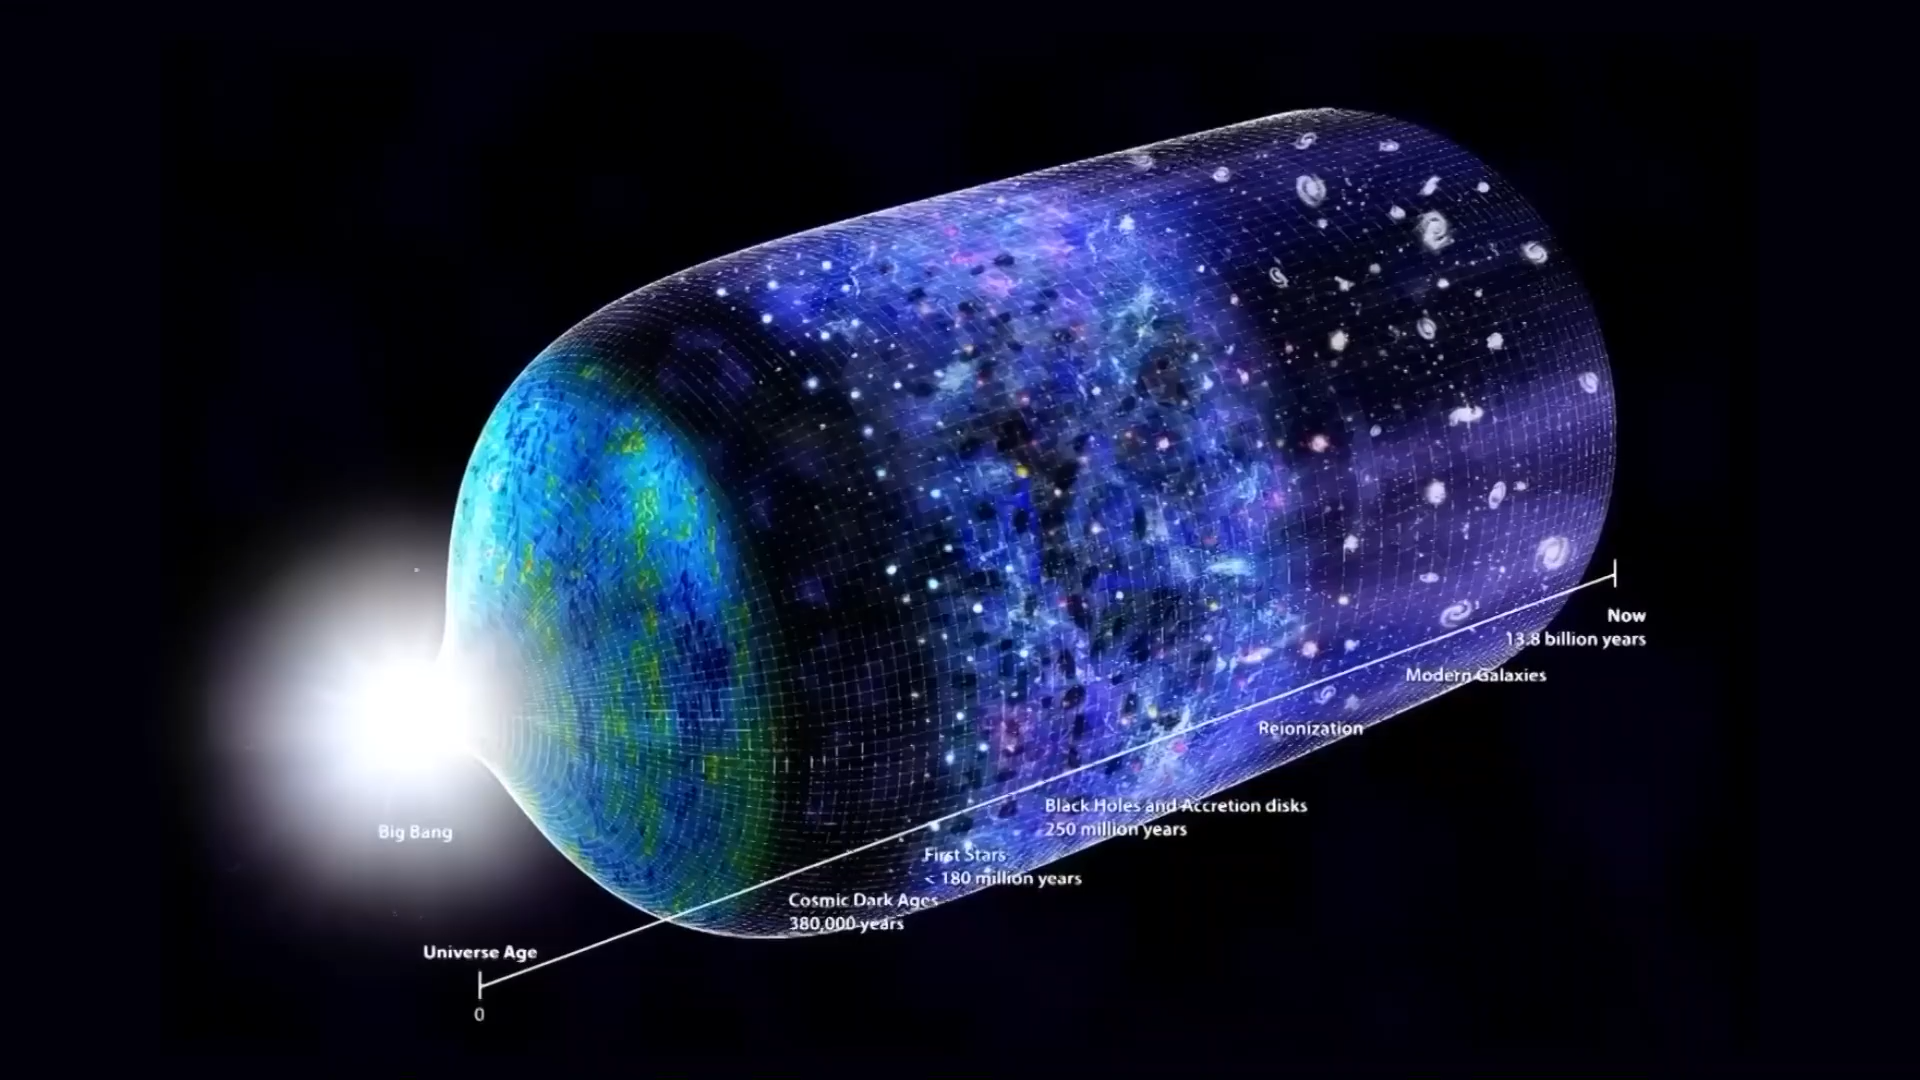 Big Bang
Universe Age
0
Cosmic Dark Ages
380,000 years
First Stars
< 180 million years
Black Holes and Accretion disks
250 million years
Reionization
Modern Galaxies
Now
13.8 billion years